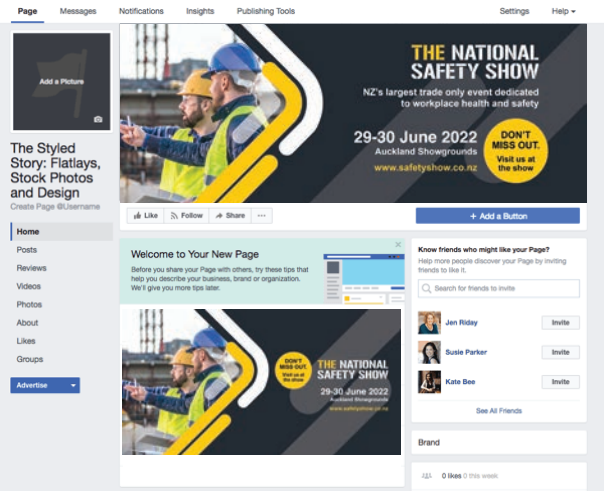 Page Messages Notifications Insights Publishing Tools Settings Help
Add a Picture
The Styled
Story: Flatlays,
Stock Photos
and Design
Create Page @Username
Home
Posts
Reviews
Videos
Photos
About
Likes
Groups
Advertise
THE NATIONAL
SAFETY SHOW
NZ's largest trade only event dedicated
to workplace health and safety
29-30 June 2022
Auckland Showgrounds
www.safetyshow.co.nz
DON'T
MISS OUT.
Visit us at
the show
Like Follow Share ...
+ Add a Button
Welcome to Your New Page
Before you share your Page with others, try these tips that
help you describe your business, brand or organization.
We'll give you more tips later.
DON'T
MISS OUT.
Visit us at
the show
THE NATIONAL
SAFETY SHOW
29-30 June 2022
Auckland Showgrounds
www.safetyshow.co.nz
Know friends who might like your Page?
Help more people discover your Page by inviting
friends to like it.
Search for friends to invite
Jen Riday Invite
Susie Parker Invite
Kate Bee Invite
See All Friends
Brand
0 likes 0 this week